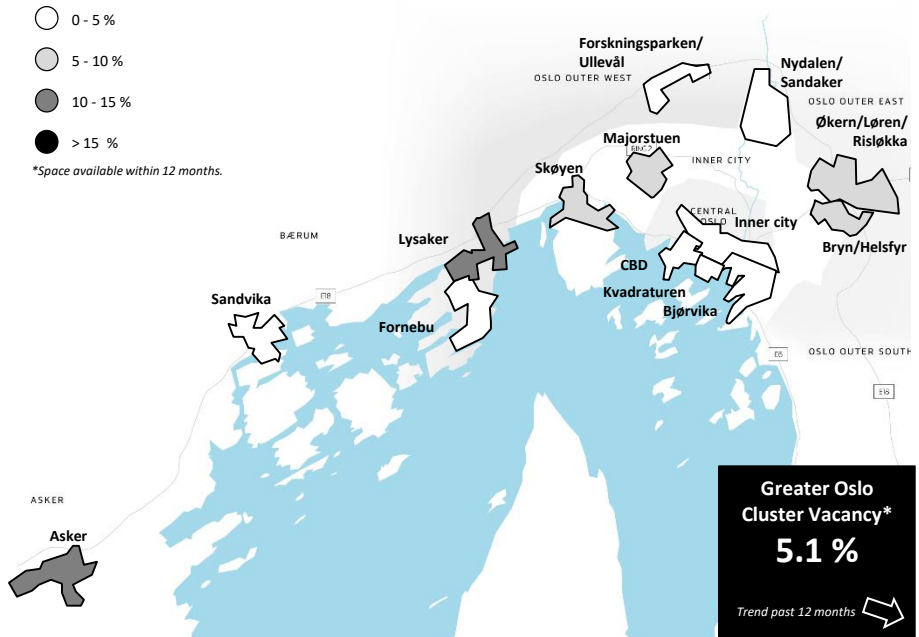 0 - 5 %
5 - 10 %
10 - 15 %
> 15 %
*Space available within 12 months.
Forskningsparken/
Ullevål
OSLO OUTER WEST
Nydalen/
Sandaker
OSLO OUTER EAST
Økern/Løren/
Risløkka
Majorstuen
INNER CITY
Skøyen
CENTRAL
OSLO
Inner city
Bryn/Helsfyr
BÆRUM
Lysaker
CBD
Kvadraturen
Bjørvika
Sandvika
E18
Fornebu
OSLO OUTER SOUTH
E6
ASKER
Asker
Greater Oslo
Cluster Vacancy*
5.1 %
Trend past 12 months